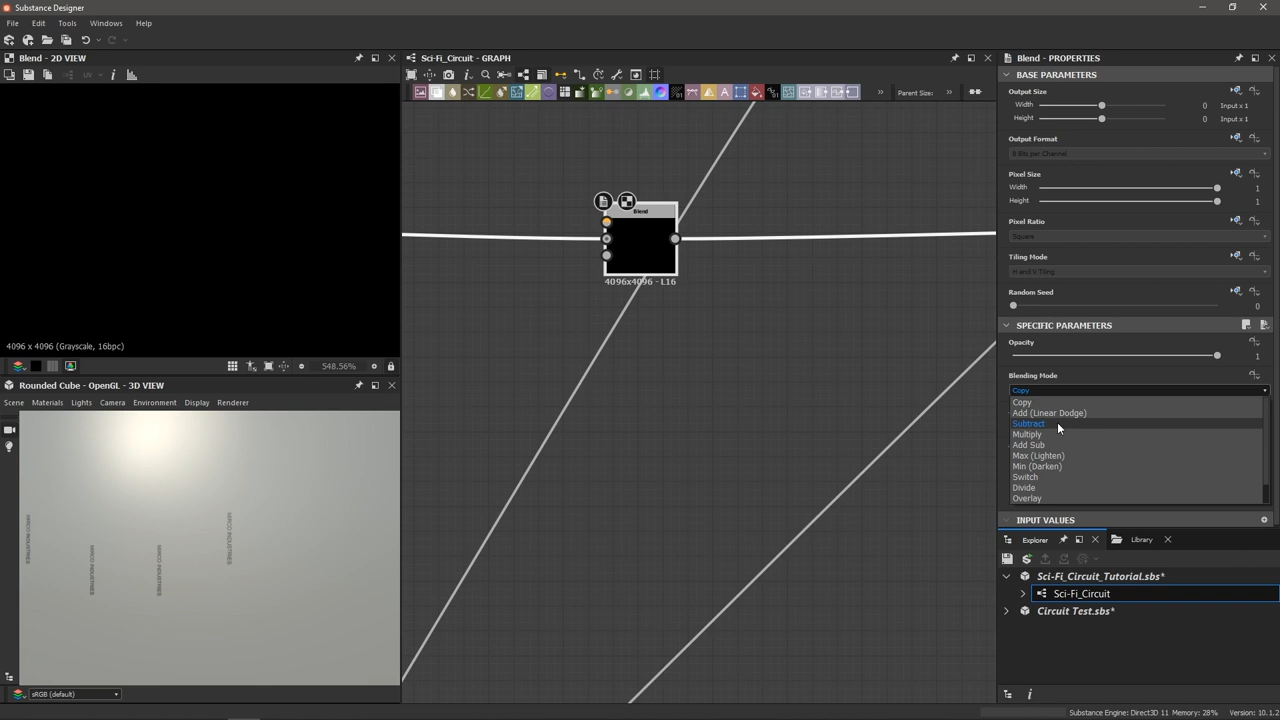 Substance Designer
File Edit Tools Windows Help
Blend - 2D VIEW
UV
4096 x 4096 (Grayscale, 16bpc)
548.56%
Rounded Cube - OpenGL - 3D VIEW
Scene Materials Lights Camera Environment Display Renderer
sRGB (default)
Sci-Fi_Circuit - GRAPH
Parent Size:
Blend
4096x4096 - L16
Blend - PROPERTIES
BASE PARAMETERS
Output Size
Width 0 Input x 1
Height 0 Input x 1
Output Format
8 Bits per Channel
Pixel Size
Width 1
Height 1
Pixel Ratio
Square
Tiling Mode
H and V Tiling
Random Seed
0
SPECIFIC PARAMETERS
Opacity
1
Blending Mode
Copy
Copy
Add (Linear Dodge)
Subtract
Multiply
Add Sub
Max (Lighten)
Min (Darken)
Switch
Divide
Overlay
INPUT VALUES
Explorer Library
Sci-Fi_Circuit_Tutorial.sbs*
Sci-Fi_Circuit
Circuit Test.sbs*
Substance Engine: Direct3D 11 Memory: 28% Version: 10.1.2